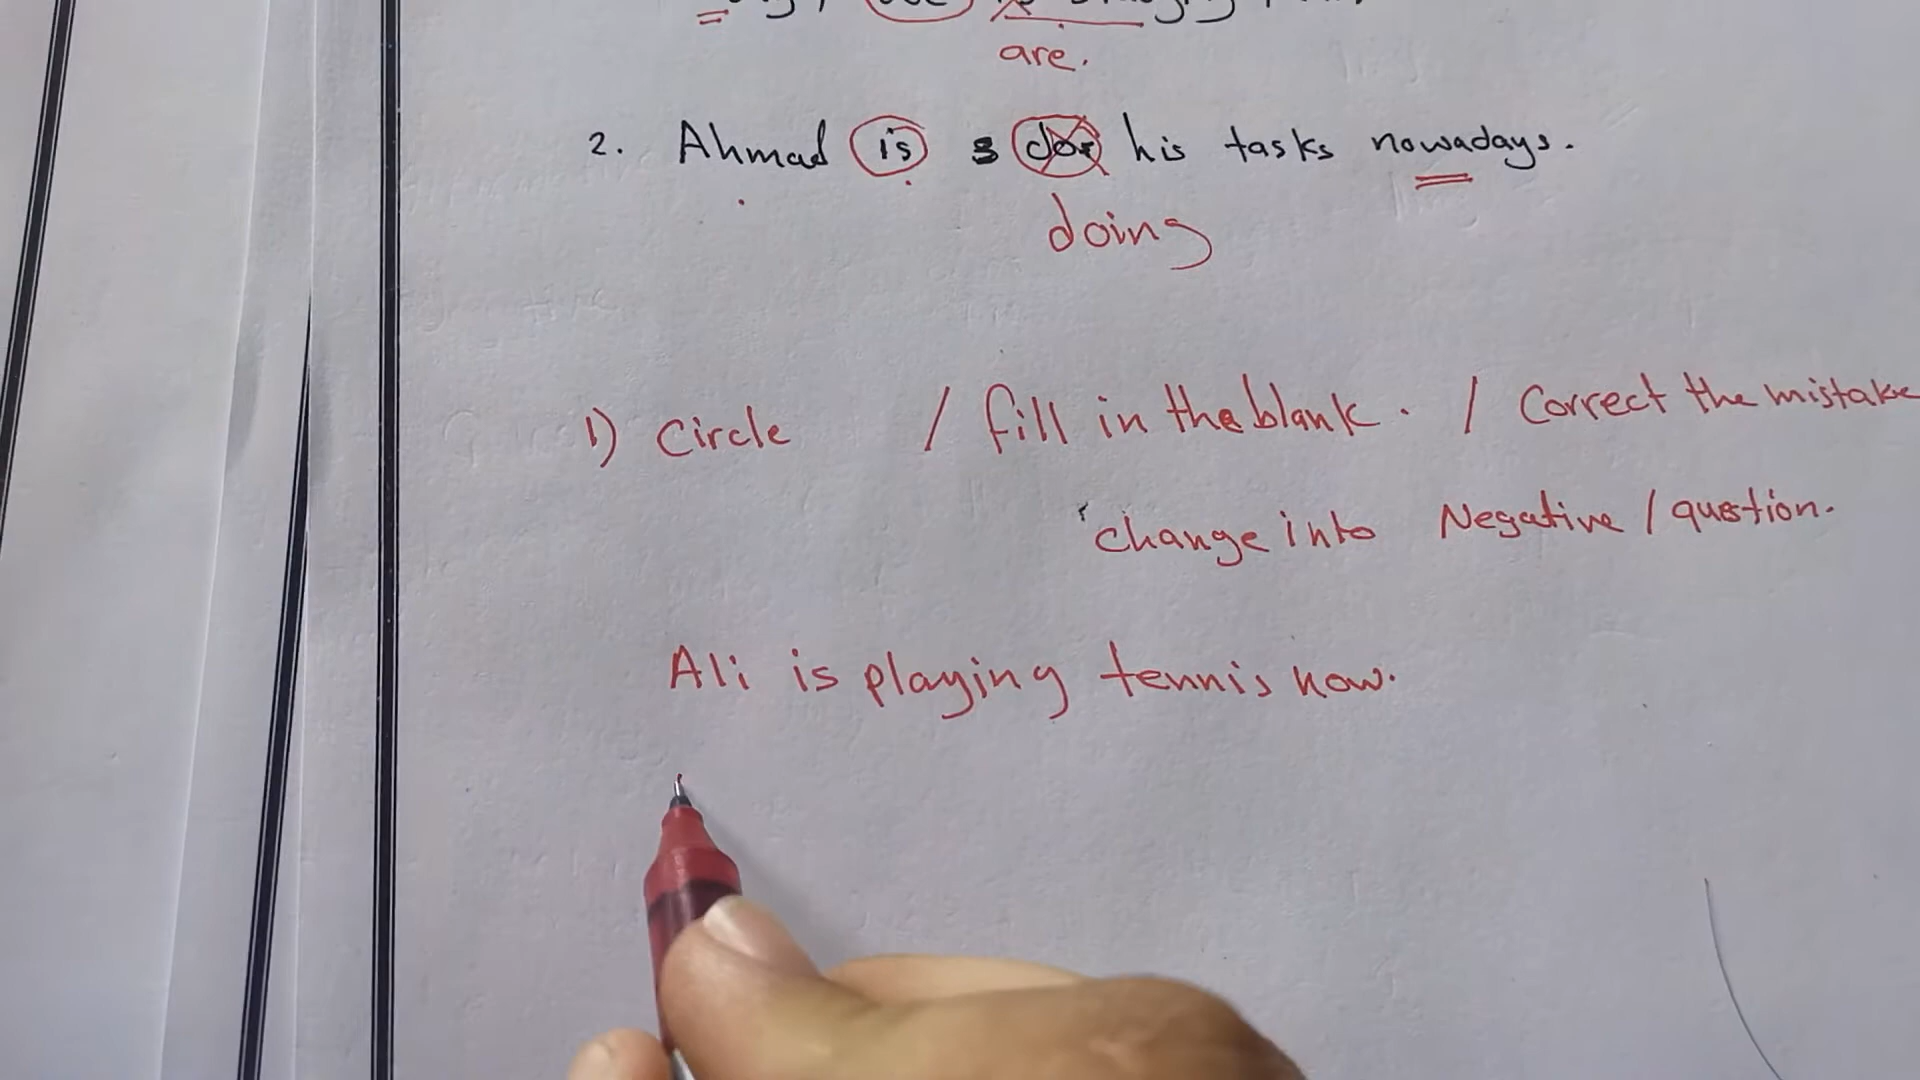 are.
2. Ahmad is his tasks nowadays.
doing
1) Circle / fill in the blank. / Correct the mistake
change into Negative / question.
Ali is playing tennis now.